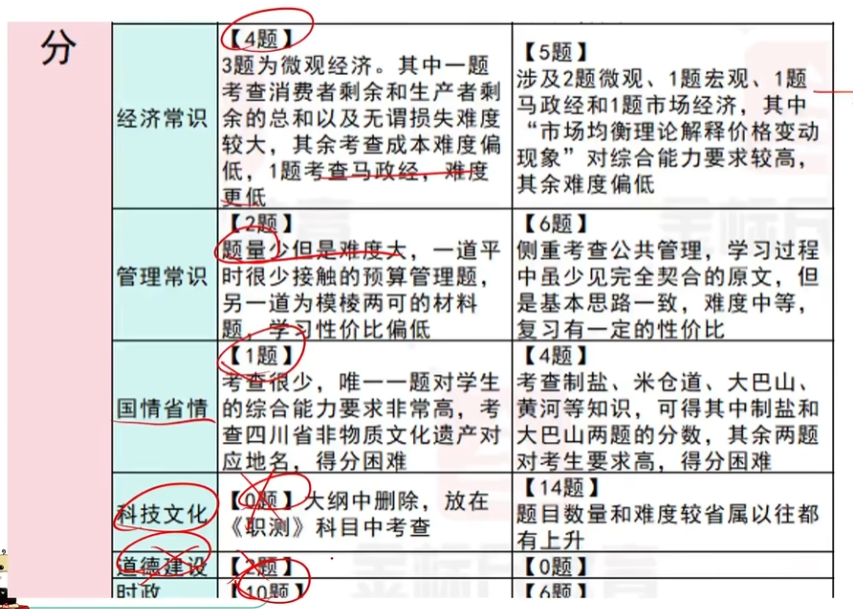 分
经济常识
【4题】
3题为微观经济。其中一题
考查消费者剩余和生产者剩
余的总和以及无谓损失难度
较大，其余考查成本难度偏
低，1题考查马政经，难度
更低
【5题】
涉及2题微观、1题宏观、1题
马政经和1题市场经济，其中
“市场均衡理论解释价格变动
现象”对综合能力要求较高，
其余难度偏低
管理常识
【2题】
题量少但是难度大，一道平
时很少接触的预算管理题，
另一道为模棱两可的材料
题，学习性价比偏低
【6题】
侧重考查公共管理，学习过程
中虽少见完全契合的原文，但
是基本思路一致，难度中等，
复习有一定的性价比
国情省情
【1题】
考查很少，唯一一题对学生
的综合能力要求非常高，考
查四川省非物质文化遗产对
应地名，得分困难
【4题】
考查制盐、米仓道、大巴山、
黄河等知识，可得其中制盐和
大巴山两题的分数，其余两题
对考生要求高，得分困难
科技文化
【0题】大纲中删除，放在
《职测》科目中考查
【14题】
题目数量和难度较省属以往都
有上升
道德建设
【2题】
【0题】
时政
【10题】
【6题】